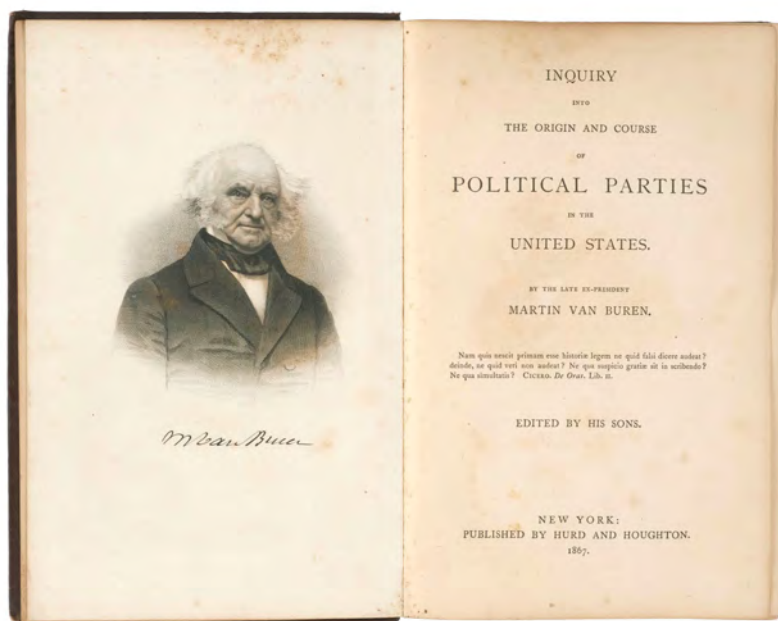 M Van Buren
INQUIRY
INTO
THE ORIGIN AND COURSE
OF
POLITICAL PARTIES
IN THE
UNITED STATES.
BY THE LATE EX-PRESIDENT
MARTIN VAN BUREN.
Nam quis nescit primam esse historiæ legem ne quid falsi dicere audeat?
deinde, ne quid veri non audeat? Ne qua suspicio gratiæ sit in scribendo?
Ne qua simultatis? CICERO. De Orat. Lib. II.
EDITED BY HIS SONS.
NEW YORK:
PUBLISHED BY HURD AND HOUGHTON.
1867.